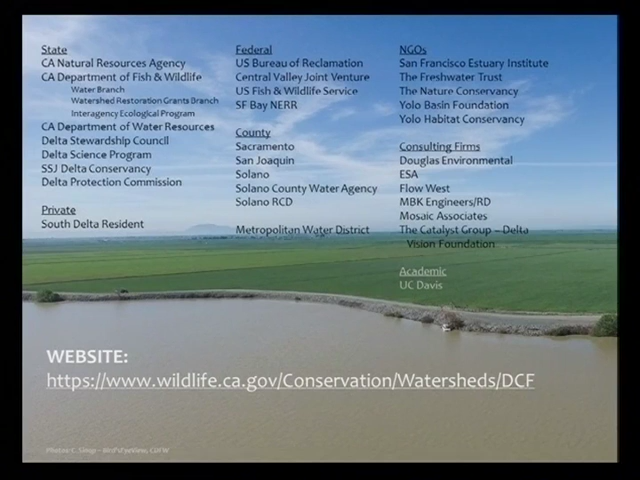 State
CA Natural Resources Agency
CA Department of Fish & Wildlife
Water Branch
Watershed Restoration Grants Branch
Interagency Ecological Program
CA Department of Water Resources
Delta Stewardship Council
Delta Science Program
SSJ Delta Conservancy
Delta Protection Commission
Private
South Delta Resident
Federal
US Bureau of Reclamation
Central Valley Joint Venture
US Fish & Wildlife Service
SF Bay NERR
County
Sacramento
San Joaquin
Solano
Solano County Water Agency
Solano RCD
Metropolitan Water District
NGOs
San Francisco Estuary Institute
The Freshwater Trust
The Nature Conservancy
Yolo Basin Foundation
Yolo Habitat Conservancy
Consulting Firms
Douglas Environmental
ESA
Flow West
MBK Engineers/RD
Mosaic Associates
The Catalyst Group – Delta
Vision Foundation
Academic
UC Davis
WEBSITE:
https://www.wildlife.ca.gov/Conservation/Watersheds/DCF